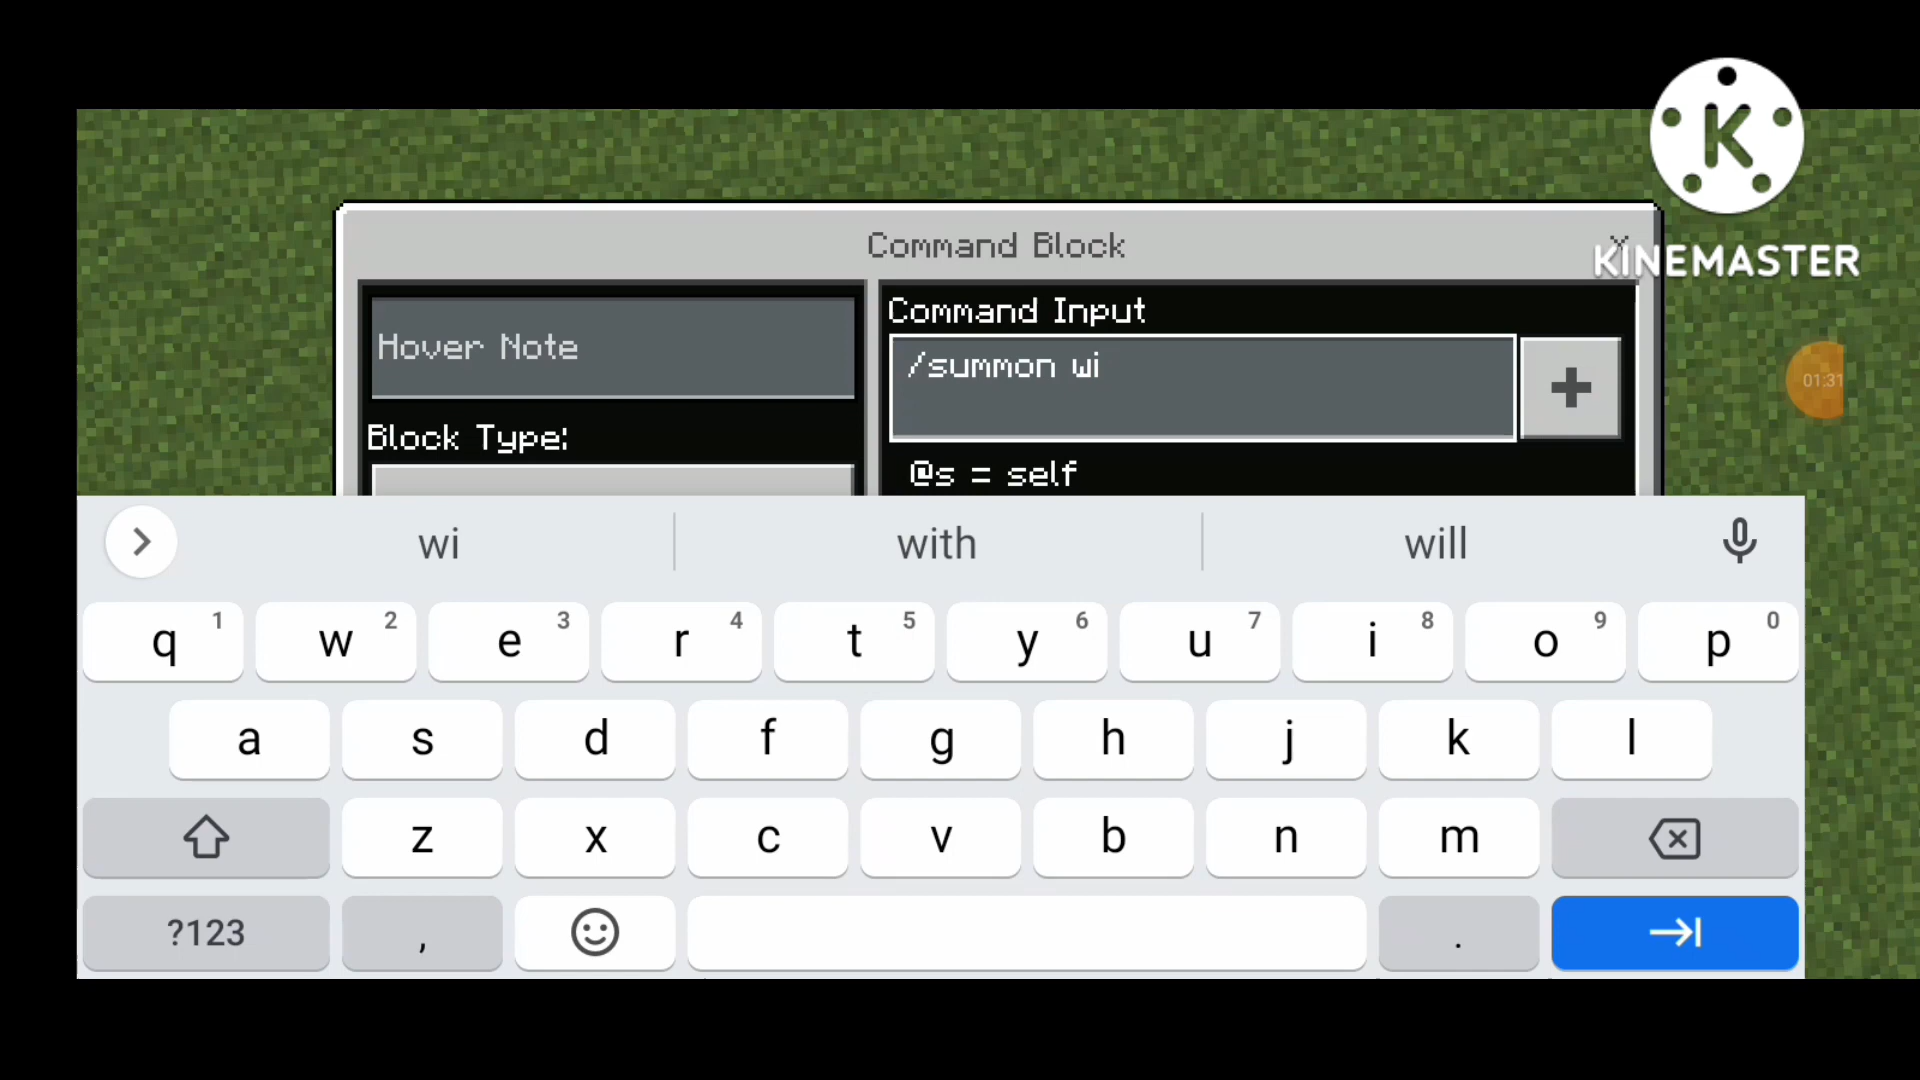 Command Block
x
KINEMASTER
K
Hover Note
Command Input
/summon wi
+
01:31
Block Type:
@s = self
wi with will
q 1 w 2 e 3 r 4 t 5 y 6 u 7 i 8 o 9 p 0
a s d f g h j k l
z x c v b n m
?123 , .